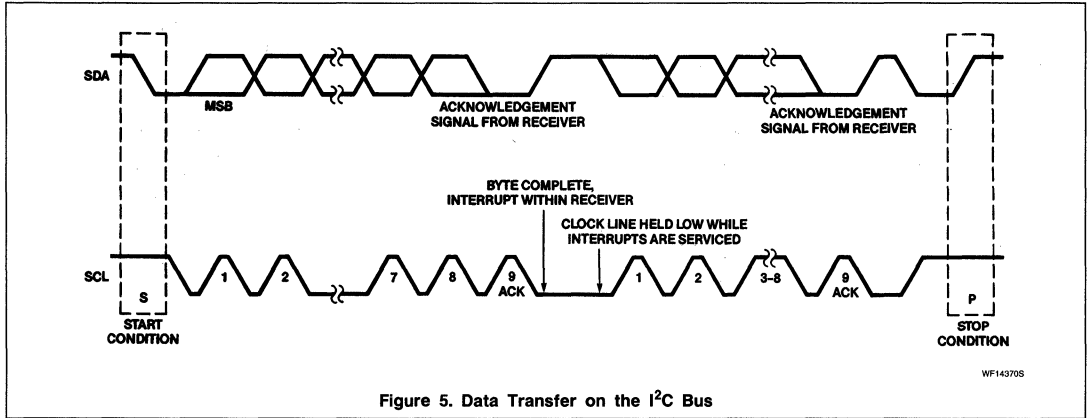 SDA
MSB
ACKNOWLEDGEMENT
SIGNAL FROM RECEIVER
ACKNOWLEDGEMENT
SIGNAL FROM RECEIVER
BYTE COMPLETE,
INTERRUPT WITHIN RECEIVER
CLOCK LINE HELD LOW WHILE
INTERRUPTS ARE SERVICED
SCL
S
1
2
7
8
9
ACK
1
2
3–8
9
ACK
P
START
CONDITION
STOP
CONDITION
WF14370S
Figure 5. Data Transfer on the I²C Bus